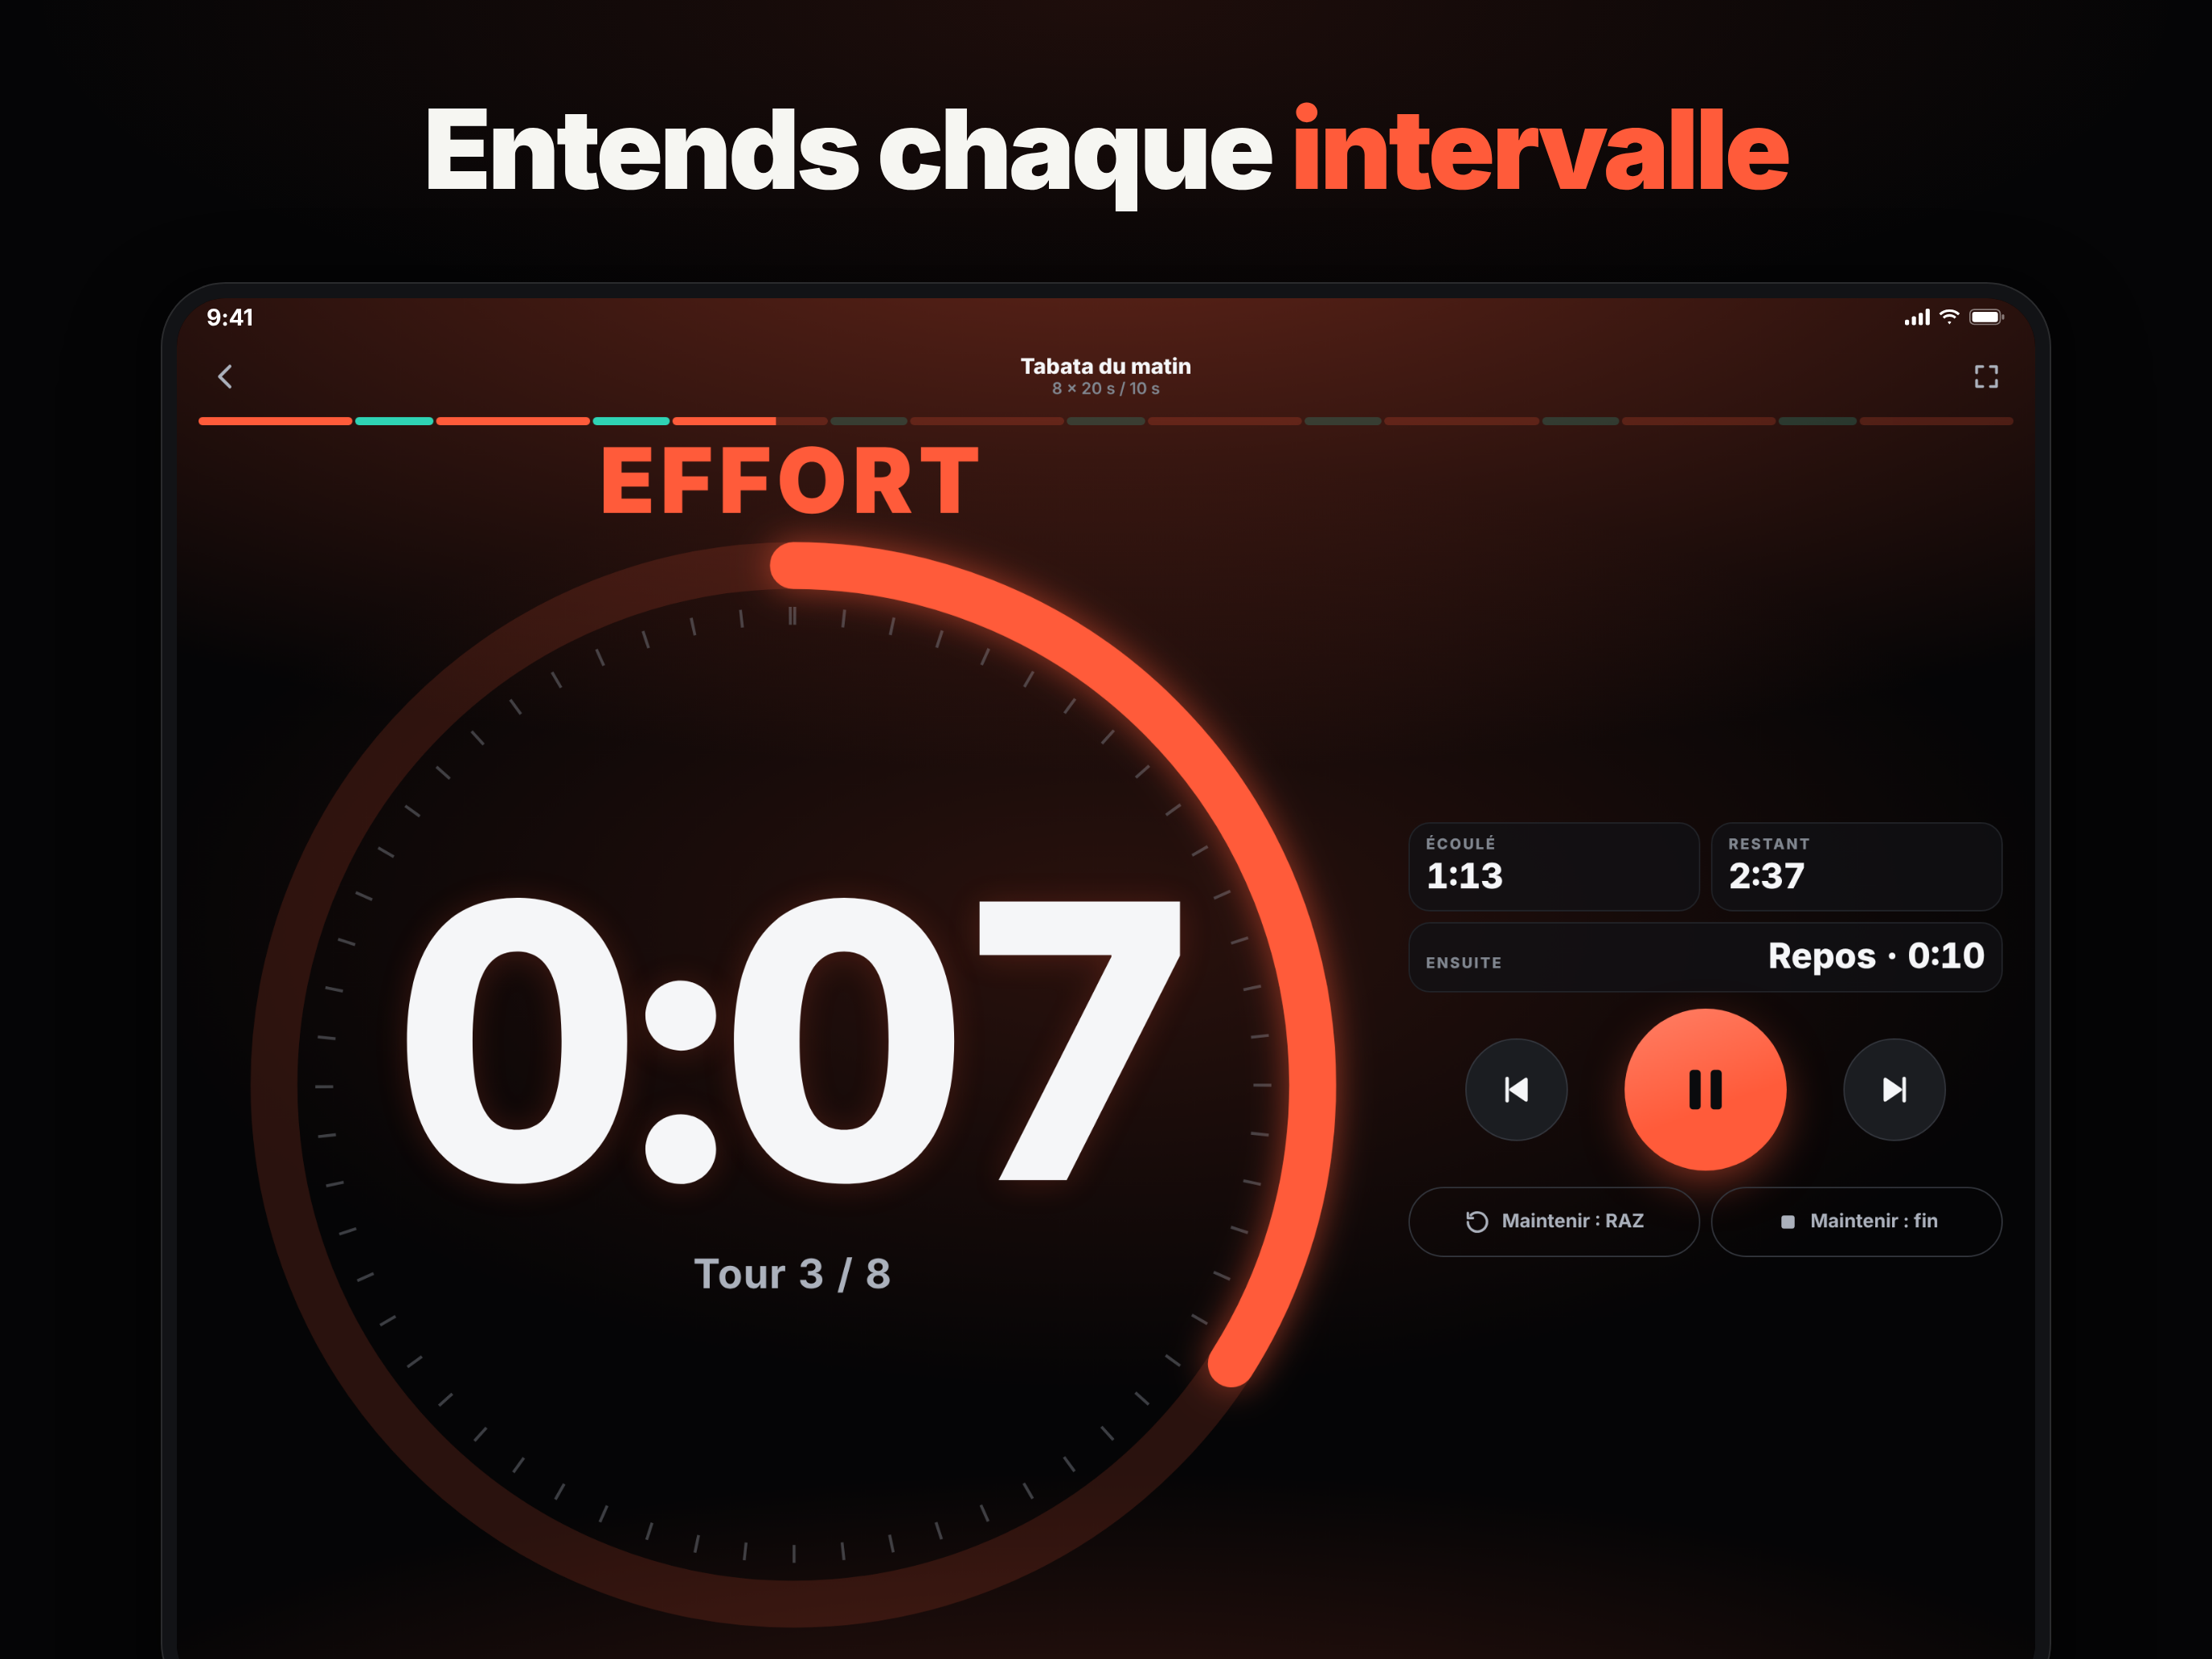 Entends chaque intervalle
9:41
Tabata du matin
8 × 20 s / 10 s
EFFORT
0:07
Tour 3 / 8
ÉCOULÉ
1:13
RESTANT
2:37
ENSUITE
Repos · 0:10
Maintenir : RAZ
Maintenir : fin